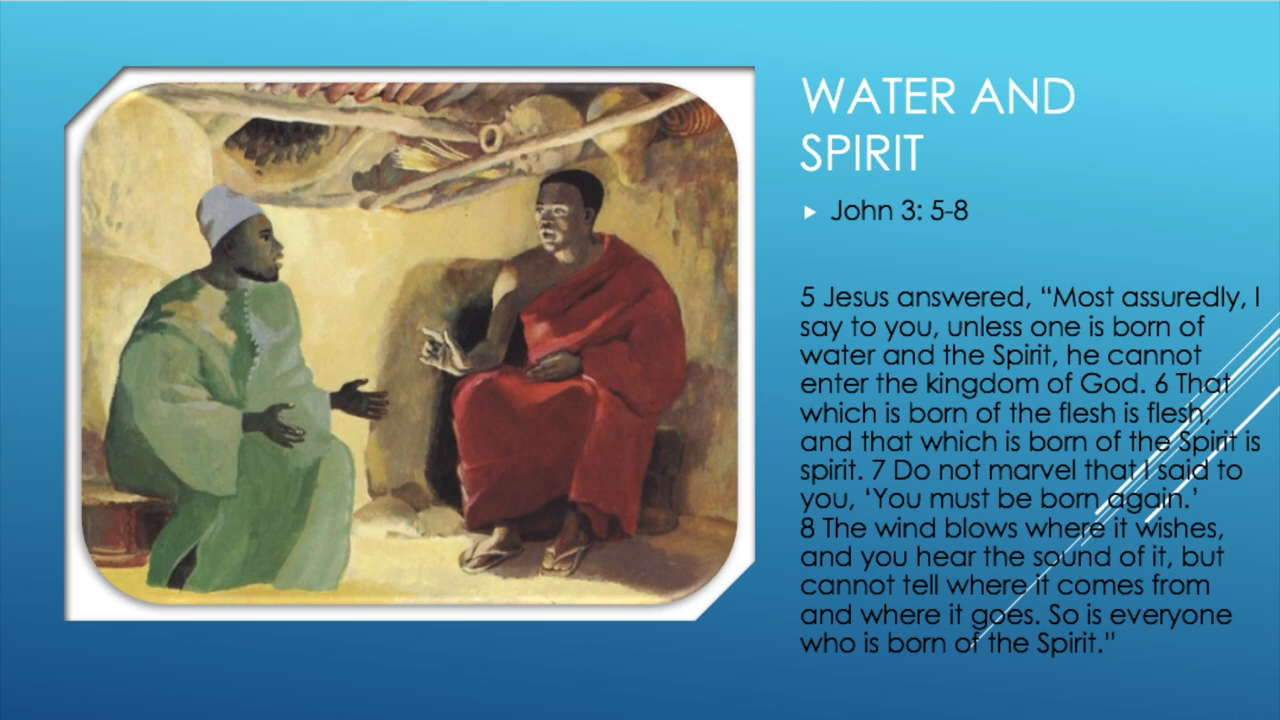 WATER AND
SPIRIT
John 3: 5-8
5 Jesus answered, “Most assuredly, I
say to you, unless one is born of
water and the Spirit, he cannot
enter the kingdom of God. 6 That
which is born of the flesh is flesh,
and that which is born of the Spirit is
spirit. 7 Do not marvel that I said to
you, ‘You must be born again.’
8 The wind blows where it wishes,
and you hear the sound of it, but
cannot tell where it comes from
and where it goes. So is everyone
who is born of the Spirit.”